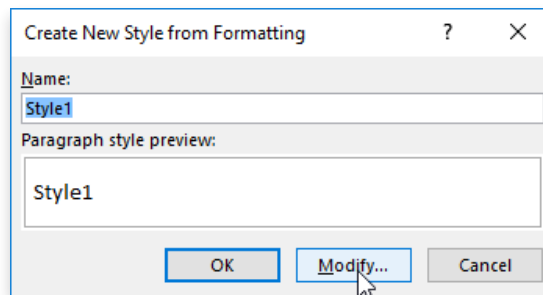 Create New Style from Formatting ? ×
Name:
Style1
Paragraph style preview:
Style1
OK Modify... Cancel